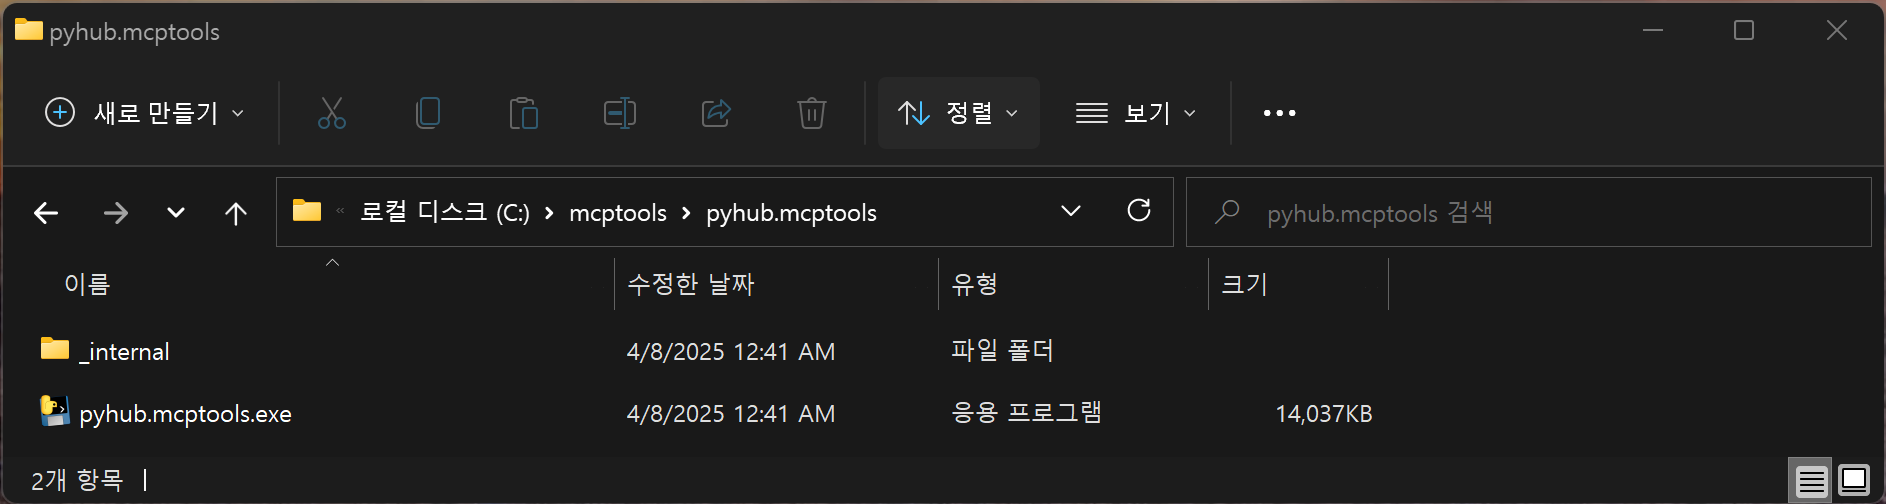 pyhub.mcptools
새로 만들기 정렬 보기
« 로컬 디스크 (C:) > mcptools > pyhub.mcptools pyhub.mcptools 검색
이름 수정한 날짜 유형 크기
_internal 4/8/2025 12:41 AM 파일 폴더
pyhub.mcptools.exe 4/8/2025 12:41 AM 응용 프로그램 14,037KB
2개 항목